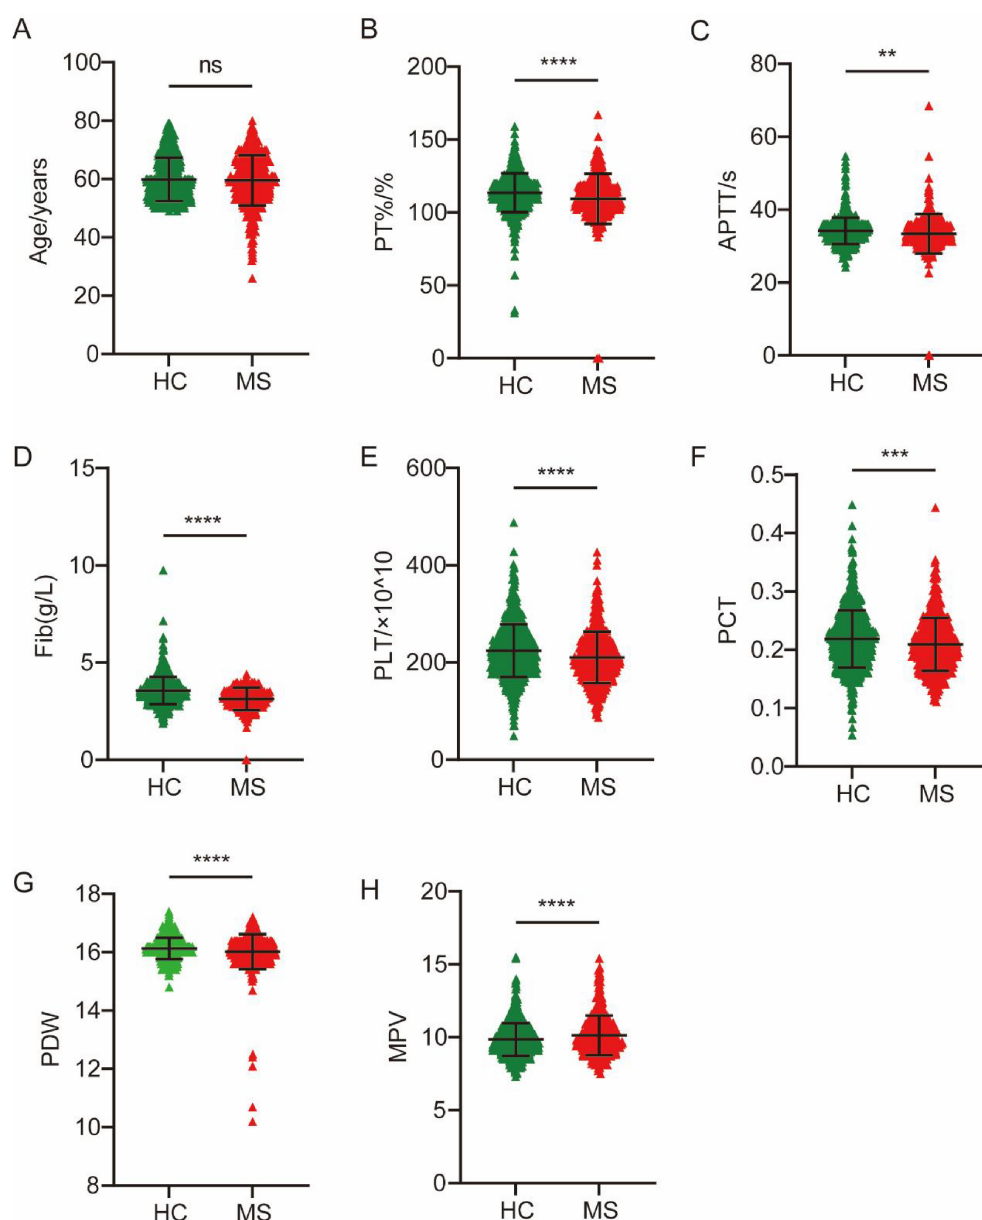 A
Age/years
100
80
60
40
20
0
ns
HC MS
B
PT%/%
200
150
100
50
0
****
HC MS
C
APTT/s
80
60
40
20
0
**
HC MS
D
Fib(g/L)
15
10
5
0
****
HC MS
E
PLT/×10^10
600
400
200
0
****
HC MS
F
PCT
0.5
0.4
0.3
0.2
0.1
0.0
***
HC MS
G
PDW
18
16
14
12
10
8
****
HC MS
H
MPV
20
15
10
5
0
****
HC MS